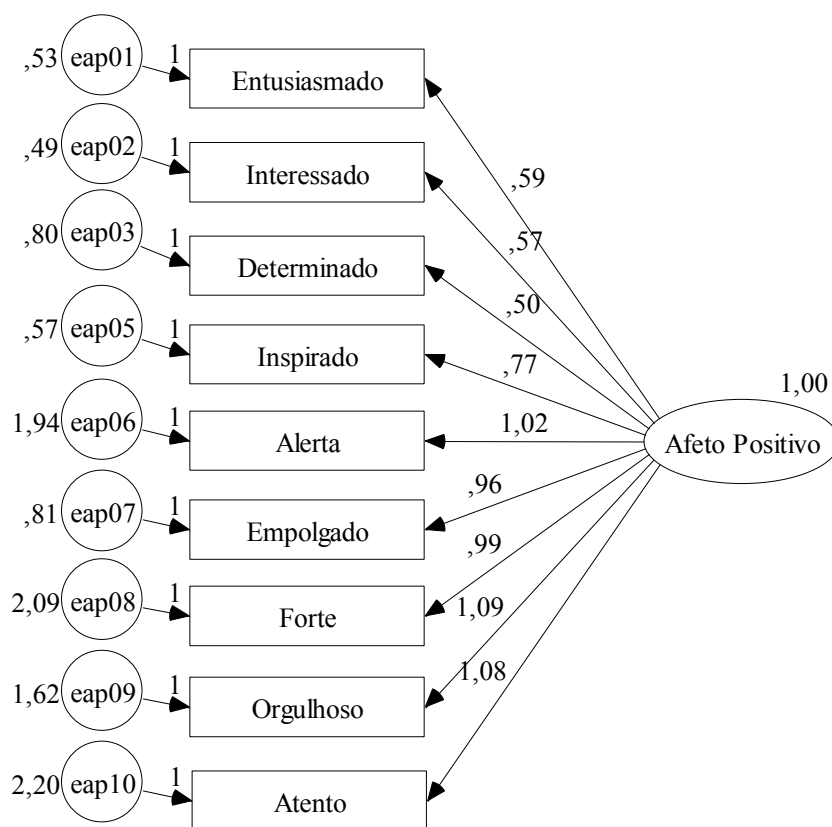 ,53 eap01 1 Entusiasmado
,49 eap02 1 Interessado ,59
,80 eap03 1 Determinado ,57
,50
,57 eap05 1 Inspirado ,77
1,00
1,94 eap06 1 Alerta 1,02 Afeto Positivo
,81 eap07 1 Empolgado ,96
,99
2,09 eap08 1 Forte 1,09
1,62 eap09 1 Orgulhoso 1,08
2,20 eap10 1 Atento